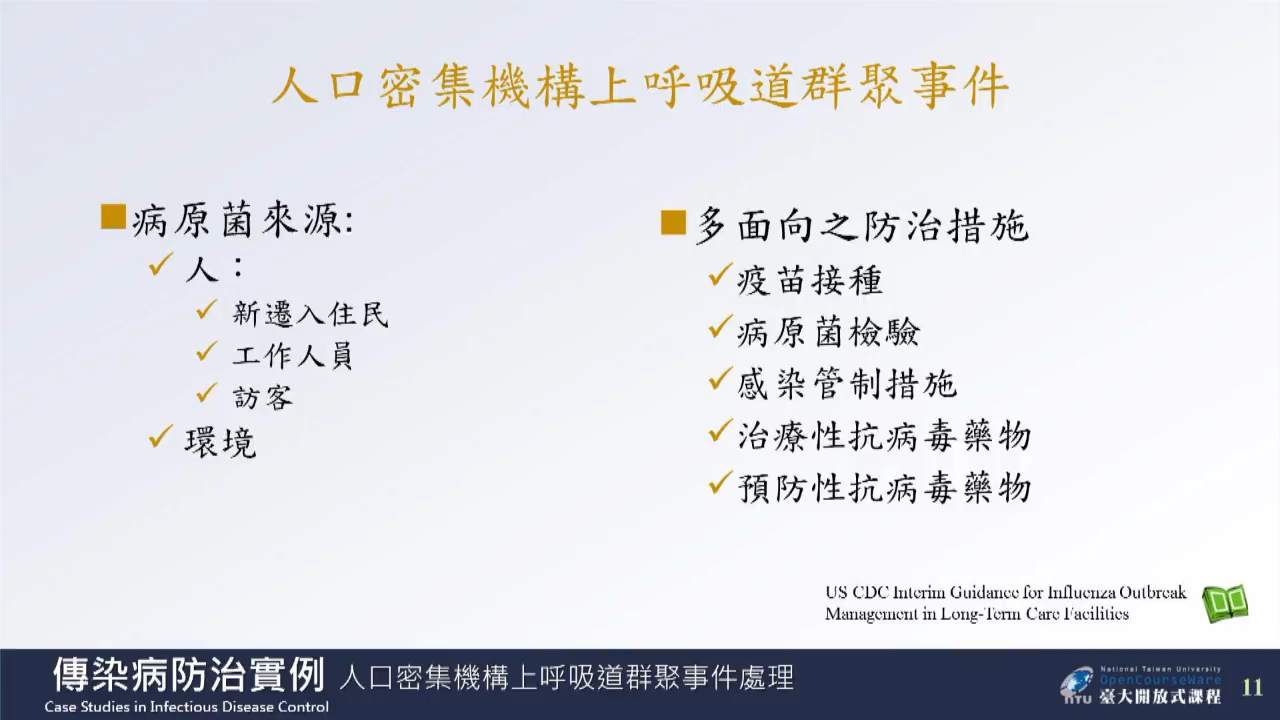 人口密集機構上呼吸道群聚事件
病原菌來源:
人：
新遷入住民
工作人員
訪客
環境
多面向之防治措施
疫苗接種
病原菌檢驗
感染管制措施
治療性抗病毒藥物
預防性抗病毒藥物
US CDC Interim Guidance for Influenza Outbreak
Management in Long-Term Care Facilities
傳染病防治實例 人口密集機構上呼吸道群聚事件處理
Case Studies in Infectious Disease Control
National Taiwan University
OpenCourseWare
NTU 臺大開放式課程
11